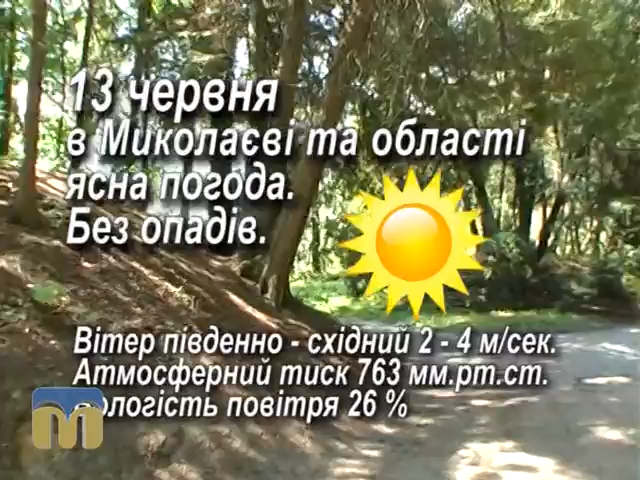 13 червня
в Миколаєві та області
ясна погода.
Без опадів.
Вітер південно - східний 2 - 4 м/сек.
Атмосферний тиск 763 мм.рт.ст.
повітря 26 %